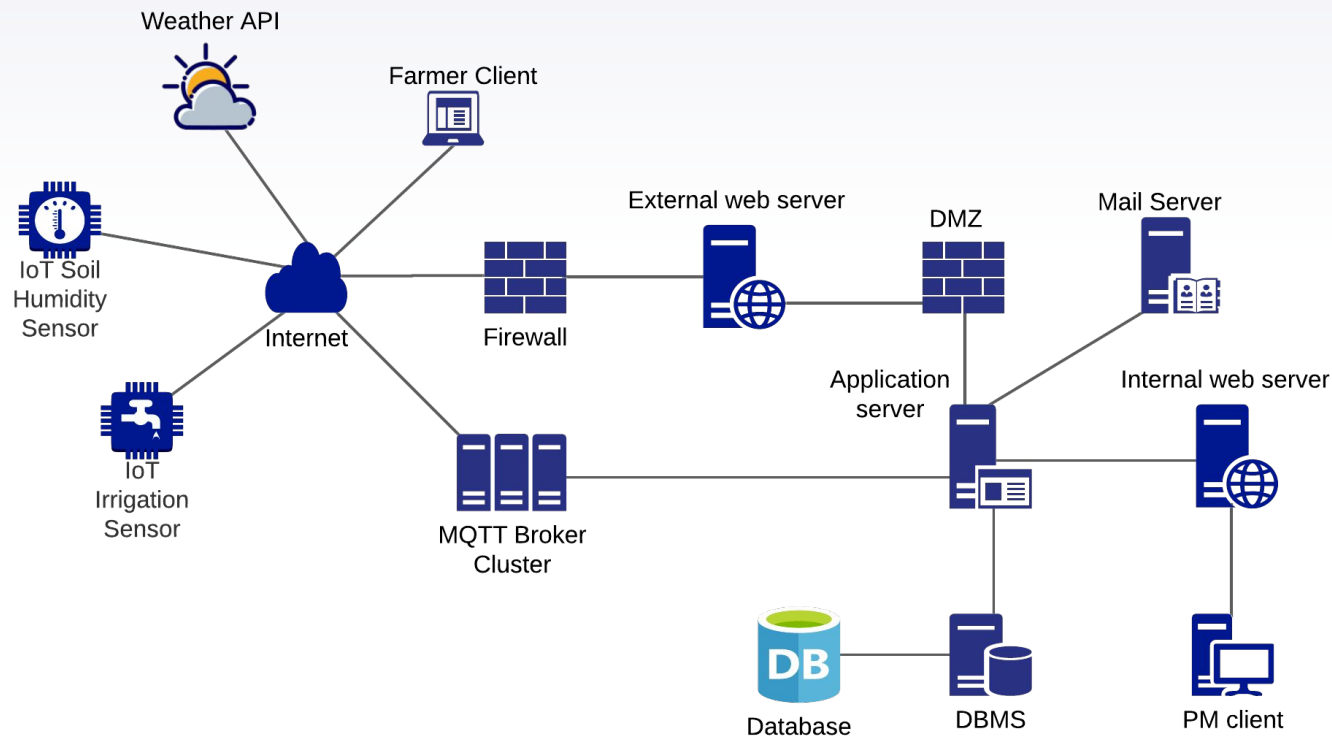 Weather API
Farmer Client
External web server
DMZ
Mail Server
IoT Soil
Humidity
Sensor
Internet
Firewall
Application
server
Internal web server
IoT
Irrigation
Sensor
MQTT Broker
Cluster
DB
Database
DBMS
PM client